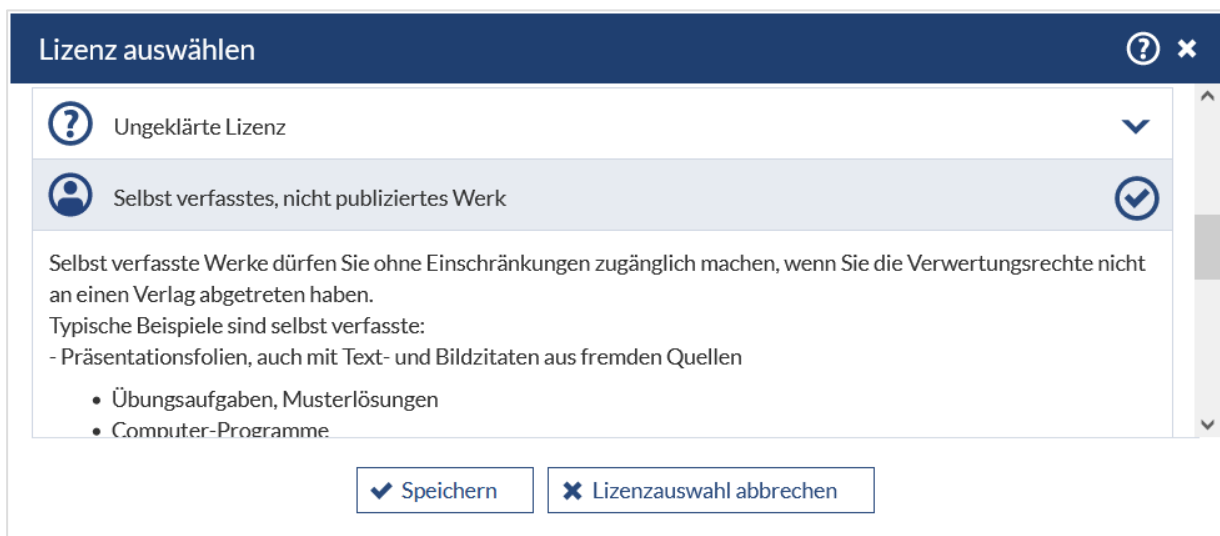 Lizenz auswählen
Ungeklärte Lizenz
Selbst verfasstes, nicht publiziertes Werk
Selbst verfasste Werke dürfen Sie ohne Einschränkungen zugänglich machen, wenn Sie die Verwertungsrechte nicht
an einen Verlag abgetreten haben.
Typische Beispiele sind selbst verfasste:
- Präsentationsfolien, auch mit Text- und Bildzitaten aus fremden Quellen
• Übungsaufgaben, Musterlösungen
• Computer-Programme
Speichern
Lizenzauswahl abbrechen